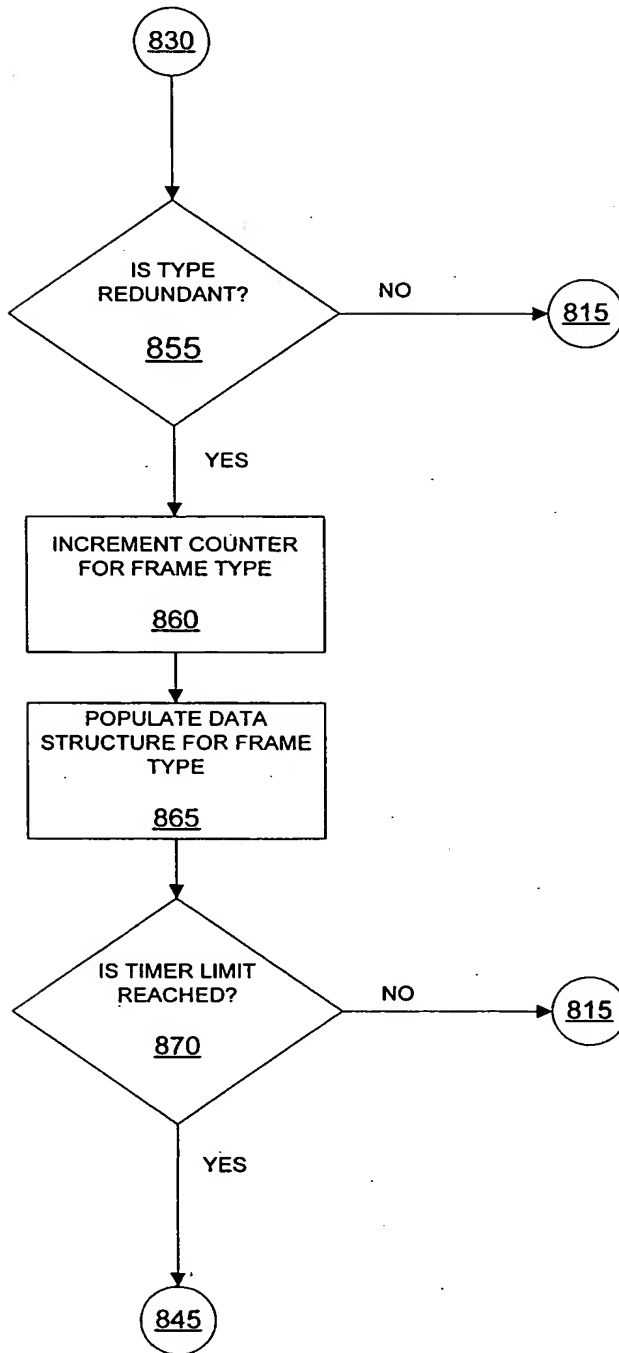 830
IS TYPE
REDUNDANT?
855
NO
815
YES
INCREMENT COUNTER
FOR FRAME TYPE
860
POPULATE DATA
STRUCTURE FOR FRAME
TYPE
865
IS TIMER LIMIT
REACHED?
870
NO
815
YES
845